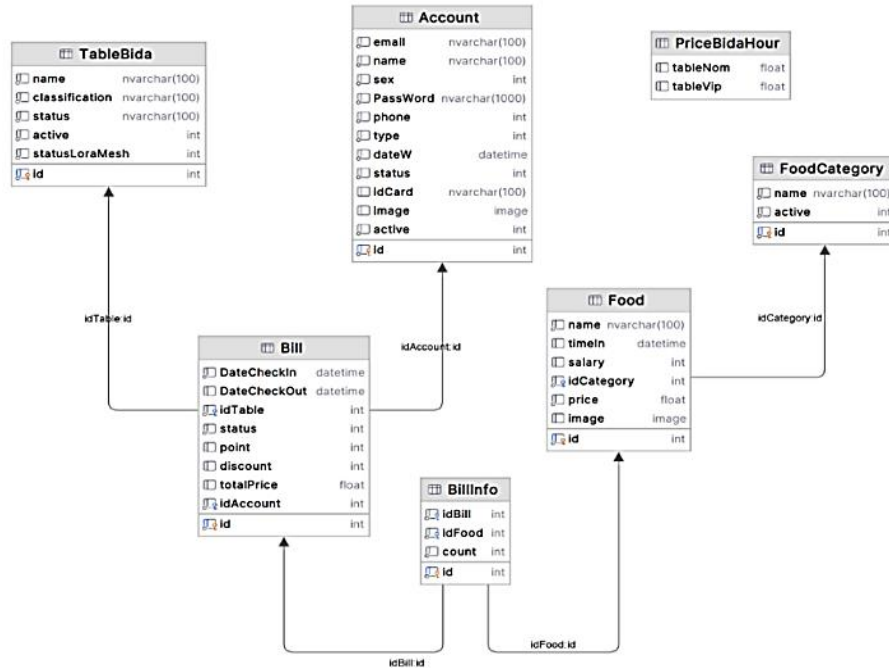 TableBida
name nvarchar(100)
classification nvarchar(100)
status nvarchar(100)
active int
statusLoraMesh int
id int
Account
email nvarchar(100)
name nvarchar(100)
sex int
PassWord nvarchar(1000)
phone int
type int
dateW datetime
status int
idCard nvarchar(100)
image image
active int
id int
PriceBidaHour
tableNom float
tableVip float
FoodCategory
name nvarchar(100)
active int
id int
idTable:id
idAccount:id
idCategory:id
Bill
DateCheckIn datetime
DateCheckOut datetime
idTable int
status int
point int
discount int
totalPrice float
idAccount int
id int
Food
name nvarchar(100)
timeIn datetime
salary int
idCategory int
price float
image image
id int
BillInfo
idBill int
idFood int
count int
id int
idBill:id
idFood:id